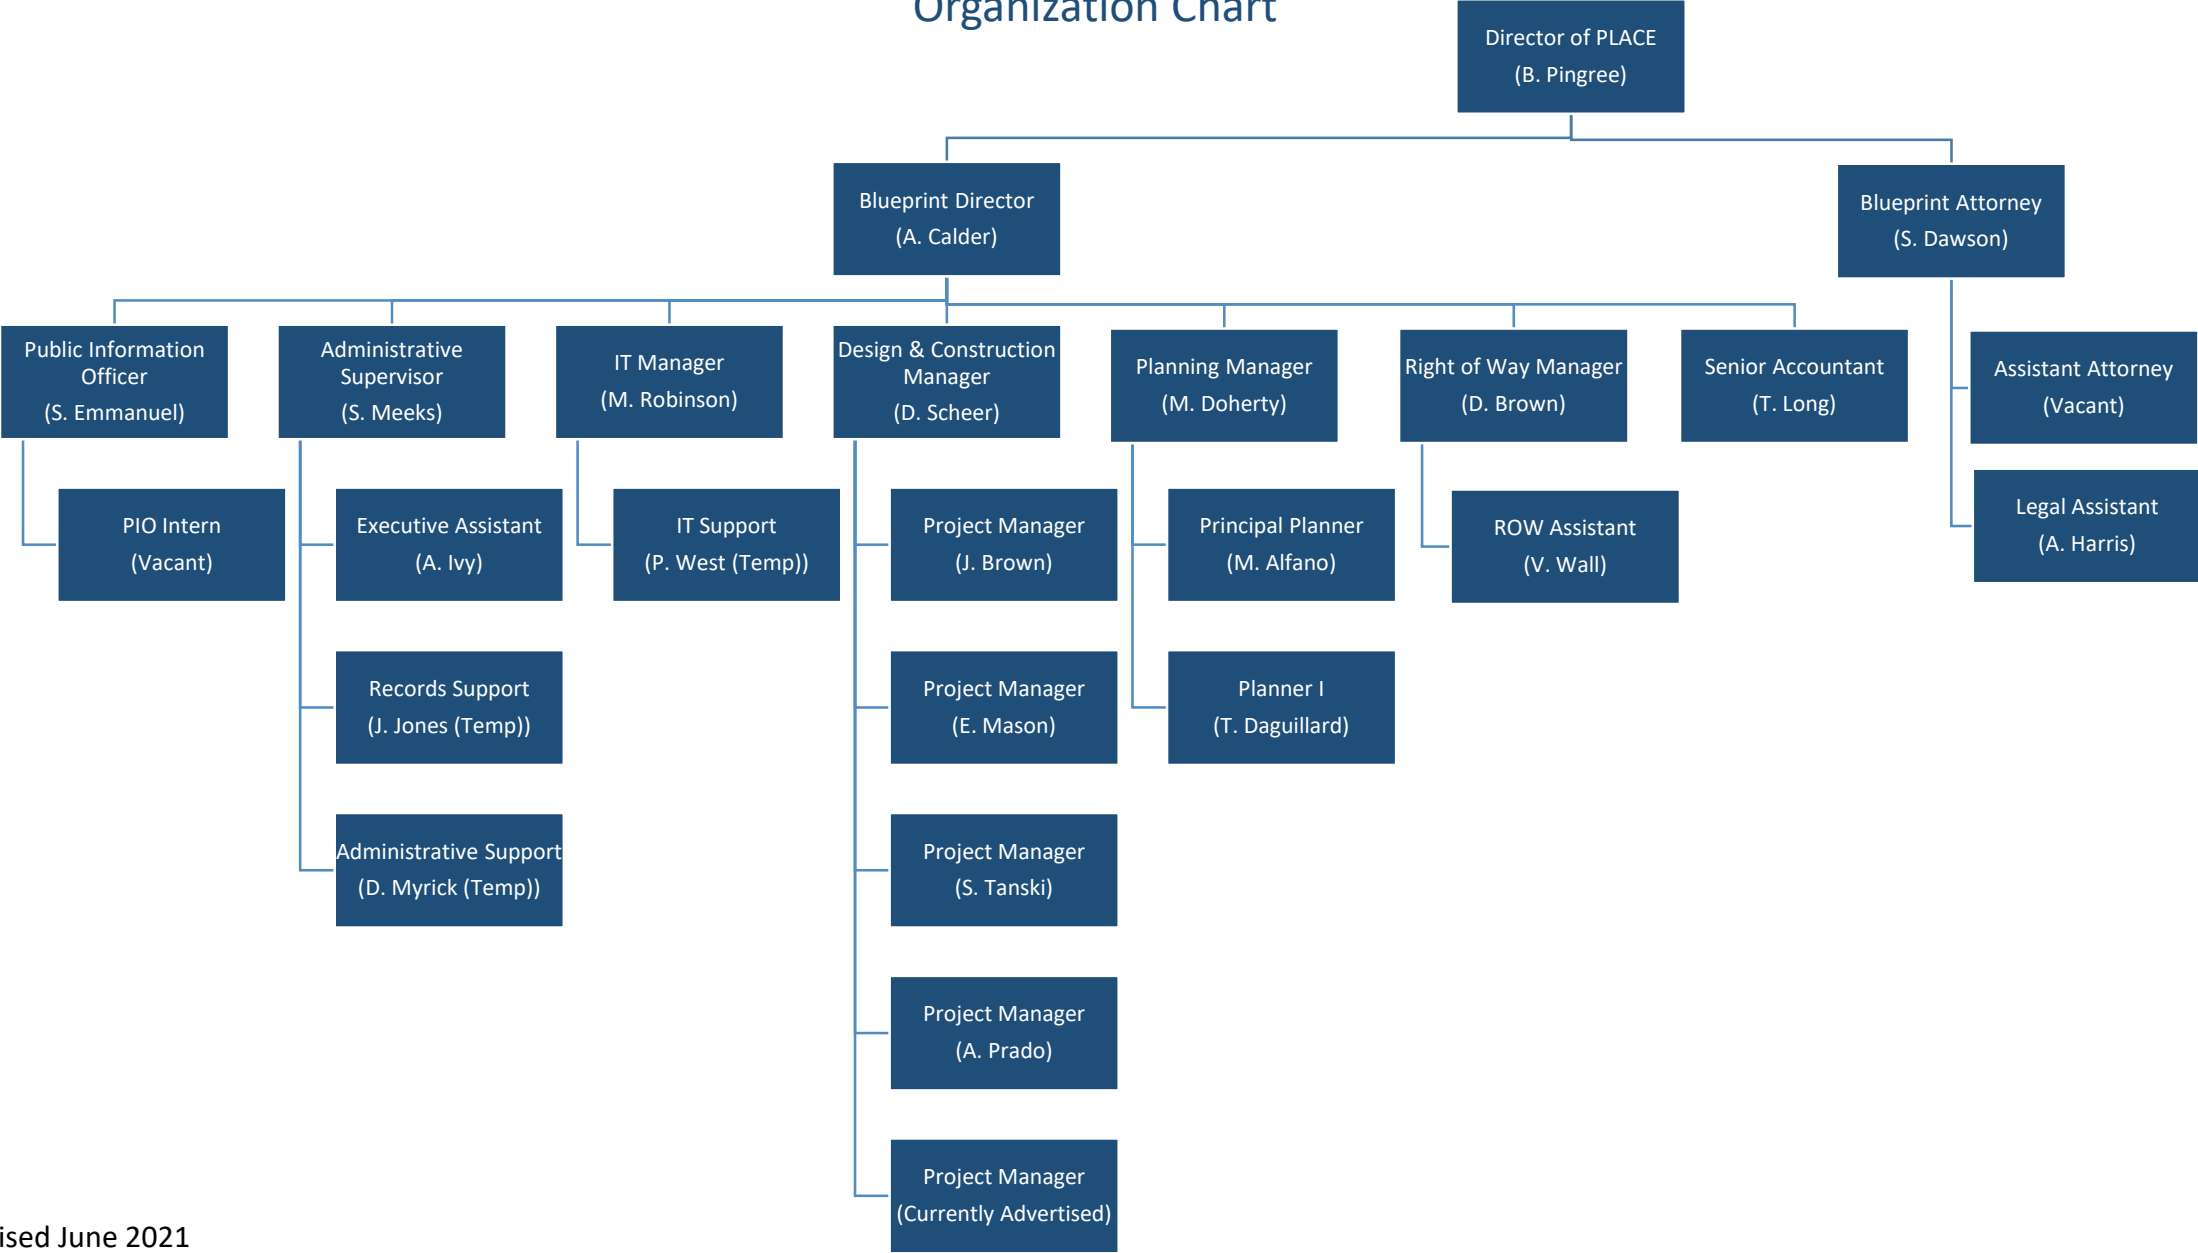 Organization Chart
Director of PLACE
(B. Pingree)
Blueprint Director
(A. Calder)
Blueprint Attorney
(S. Dawson)
Public Information
Officer
(S. Emmanuel)
Administrative
Supervisor
(S. Meeks)
IT Manager
(M. Robinson)
Design & Construction
Manager
(D. Scheer)
Planning Manager
(M. Doherty)
Right of Way Manager
(D. Brown)
Senior Accountant
(T. Long)
Assistant Attorney
(Vacant)
Legal Assistant
(A. Harris)
PIO Intern
(Vacant)
Executive Assistant
(A. Ivy)
IT Support
(P. West (Temp))
Project Manager
(J. Brown)
Principal Planner
(M. Alfano)
ROW Assistant
(V. Wall)
Records Support
(J. Jones (Temp))
Project Manager
(E. Mason)
Planner I
(T. Daguillard)
Administrative Support
(D. Myrick (Temp))
Project Manager
(S. Tanski)
Project Manager
(A. Prado)
Project Manager
(Currently Advertised)
ised June 2021